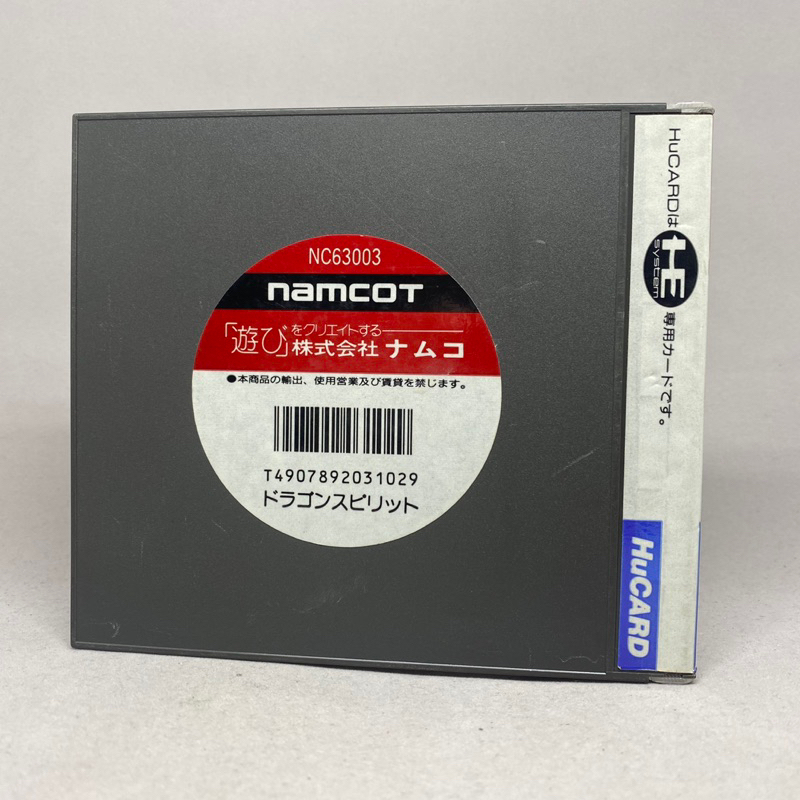 NC63003
namcot
「遊び」をクリエイトする
株式会社 ナムコ
●本商品の輸出、使用営業及び賃貸を禁じます。
T4907892031029
ドラゴンスピリット
HuCARDは HE system 専用カードです。
HuCARD